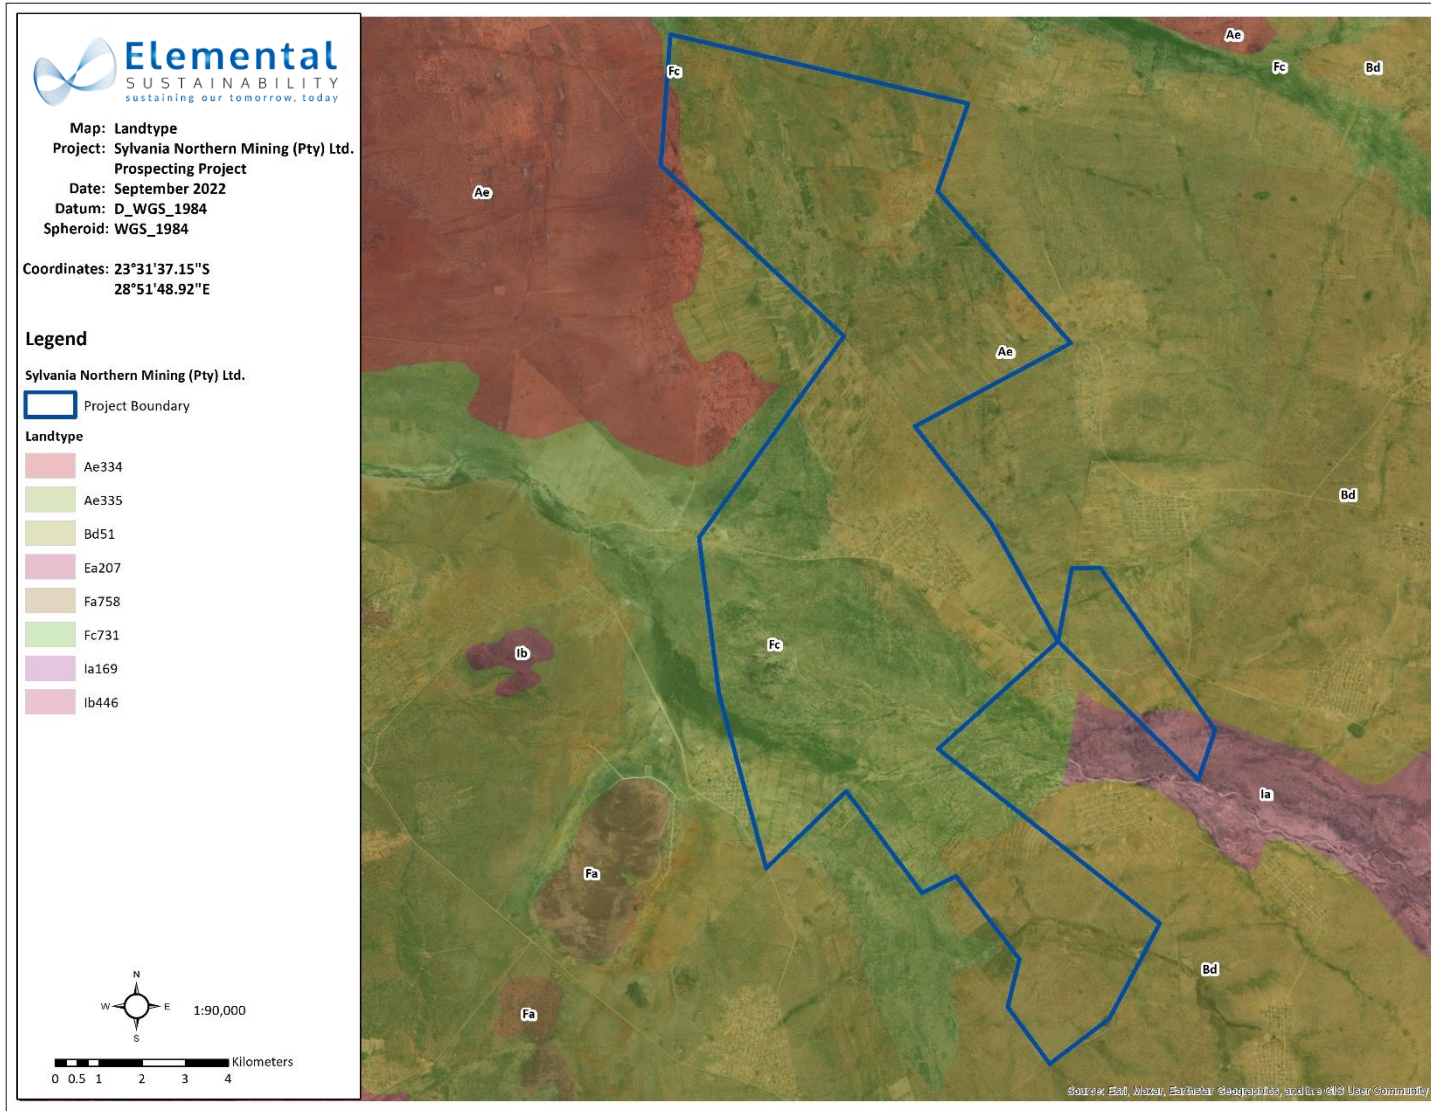 Elemental
SUSTAINABILITY
sustaining our tomorrow, today
Map: Landtype
Project: Sylvania Northern Mining (Pty) Ltd.
Prospecting Project
Date: September 2022
Datum: D_WGS_1984
Spheroid: WGS_1984
Coordinates: 23°31'37.15"S
28°51'48.92"E
Legend
Sylvania Northern Mining (Pty) Ltd.
Project Boundary
Landtype
Ae334
Ae335
Bd51
Ea207
Fa758
Fc731
Ia169
Ib446
N
W E
S
1:90,000
Kilometers
0 0.5 1 2 3 4
Ae
Fc
Fc
Bd
Ae
Ae
Bd
Fc
Ib
Ia
Fa
Bd
Fa
Source: Esri, Maxar, Earthstar Geographics, and the GIS User Community